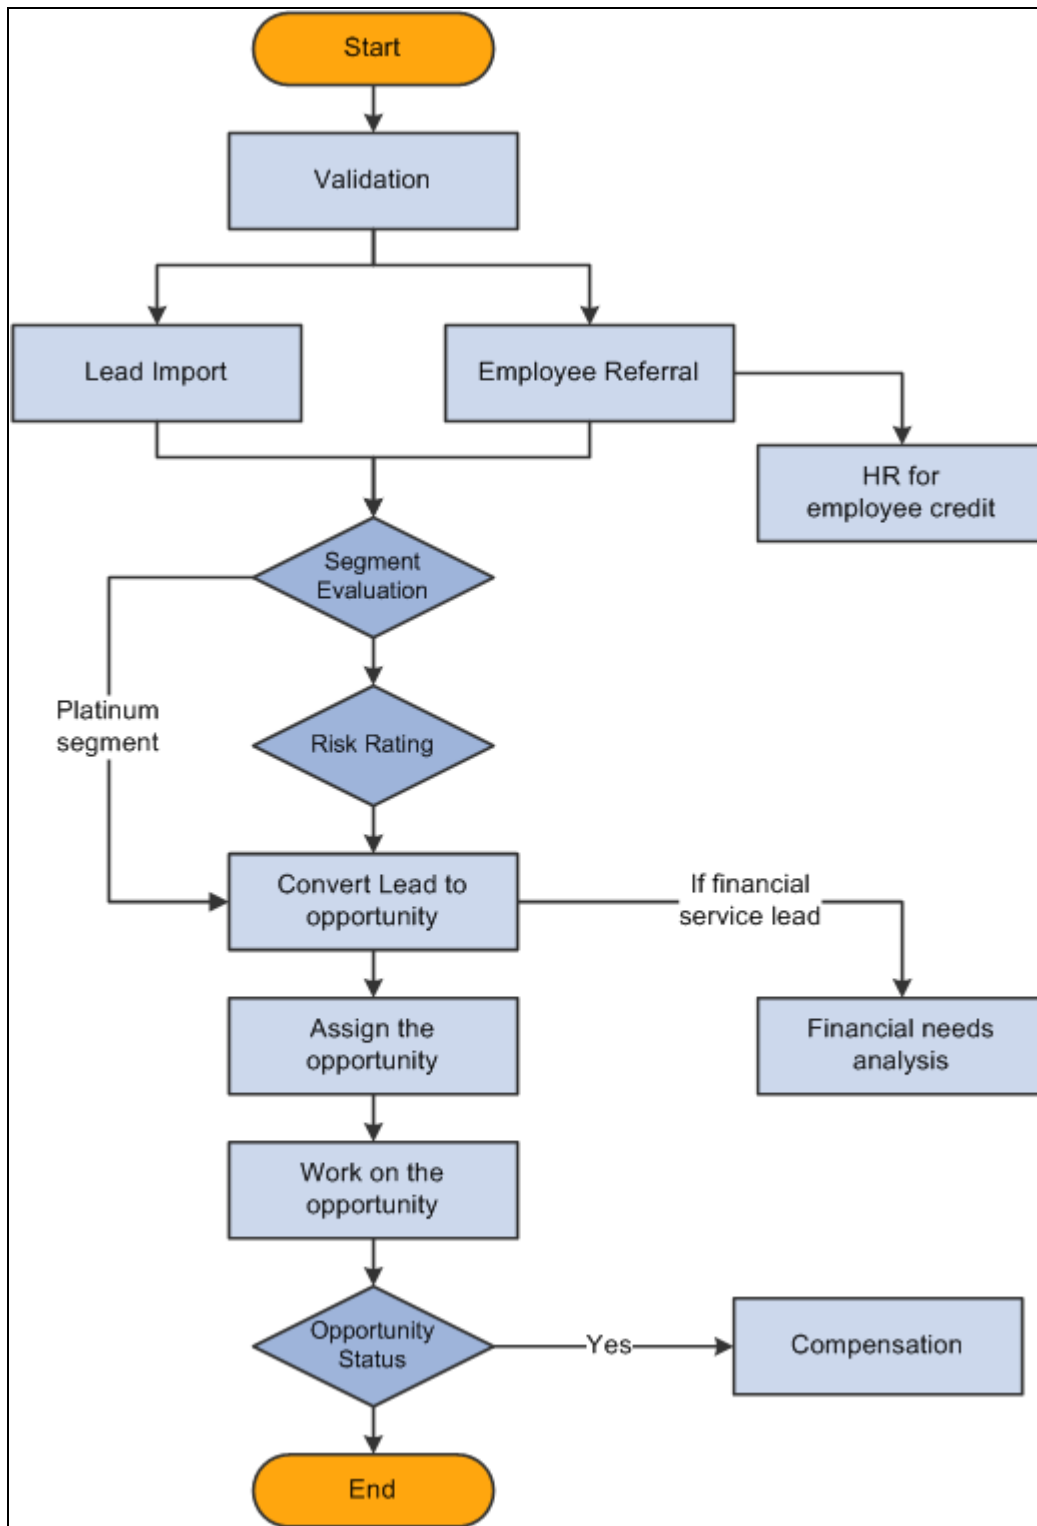 Start
Validation
Lead Import
Employee Referral
HR for
employee credit
Segment
Evaluation
Platinum
segment
Risk Rating
Convert Lead to
opportunity
If financial
service lead
Assign the
opportunity
Financial needs
analysis
Work on the
opportunity
Opportunity
Status
Yes
Compensation
End